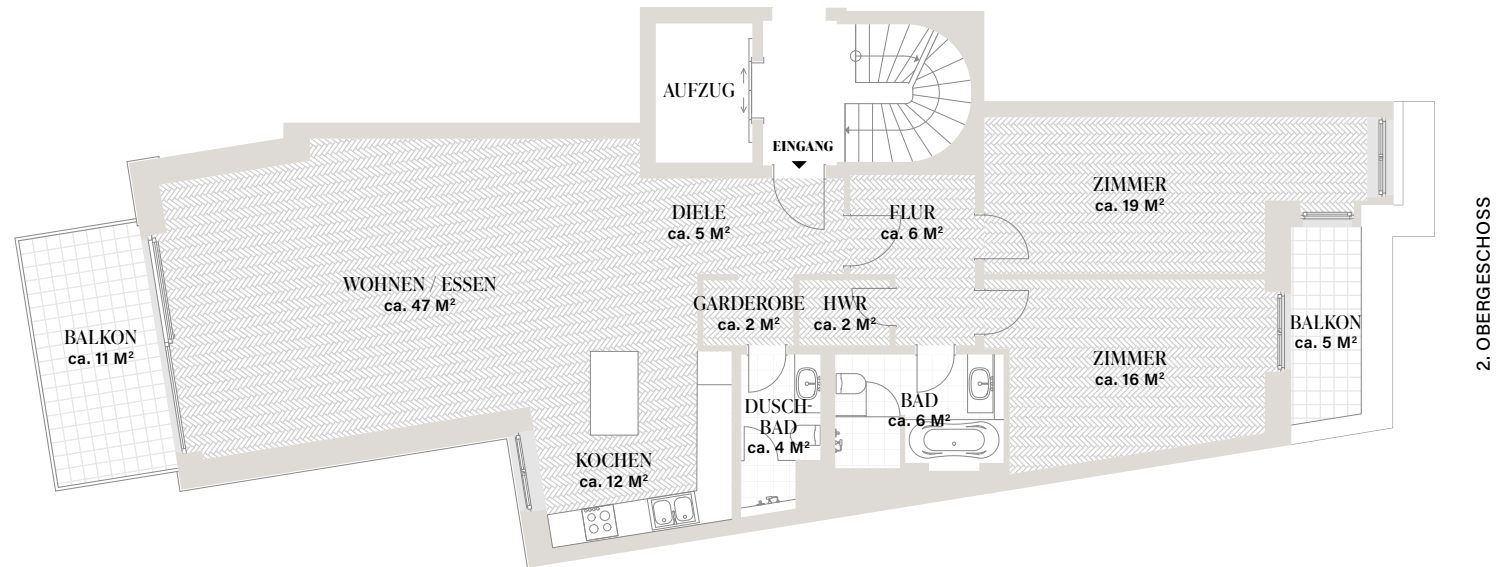 AUFZUG
EINGANG
ZIMMER
ca. 19 M²
DIELE
ca. 5 M²
FLUR
ca. 6 M²
WOHNEN / ESSEN
ca. 47 M²
GARDEROBE
ca. 2 M²
HWR
ca. 2 M²
BALKON
ca. 11 M²
BALKON
ca. 5 M²
ZIMMER
ca. 16 M²
DUSCH-
BAD
ca. 4 M²
BAD
ca. 6 M²
KOCHEN
ca. 12 M²
2. OBERGESCHOSS